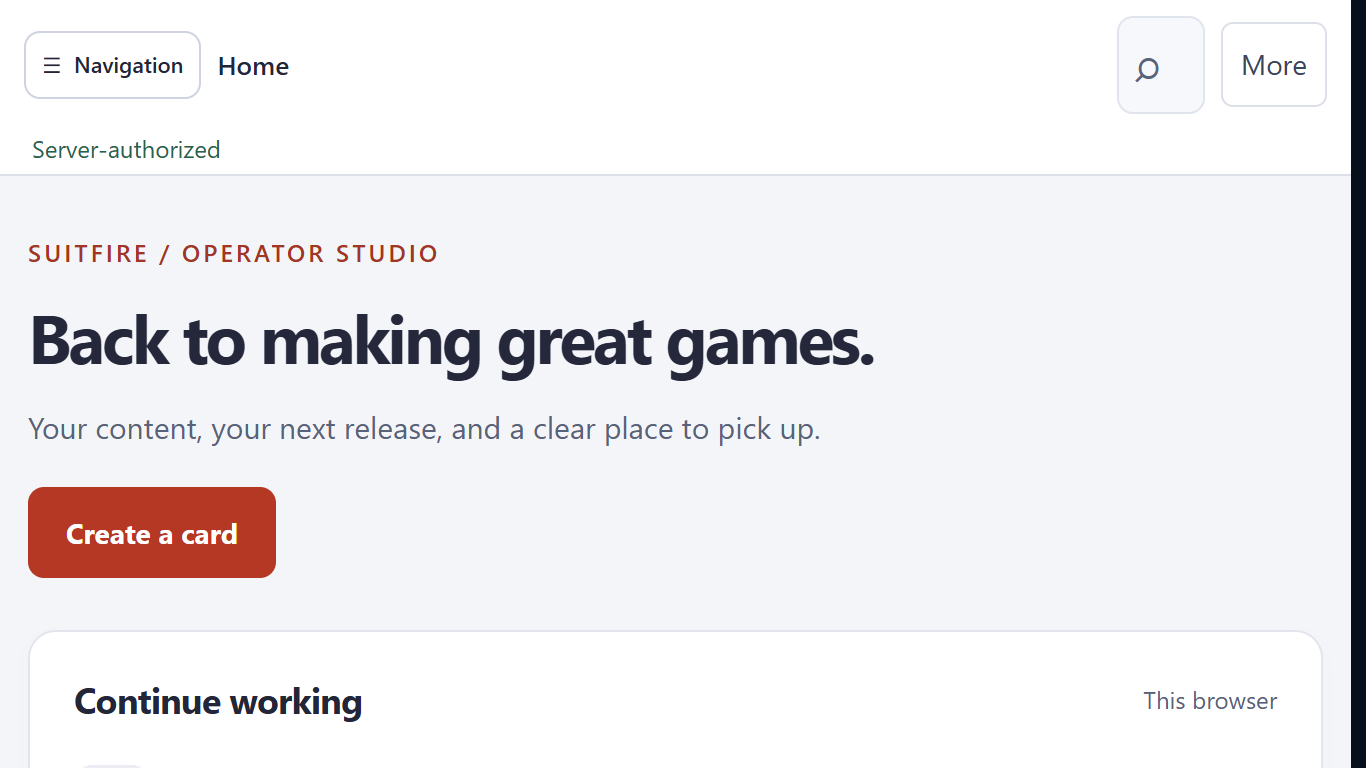 ☰ Navigation Home More
Server-authorized
SUITFIRE / OPERATOR STUDIO
Back to making great games.
Your content, your next release, and a clear place to pick up.
Create a card
Continue working This browser